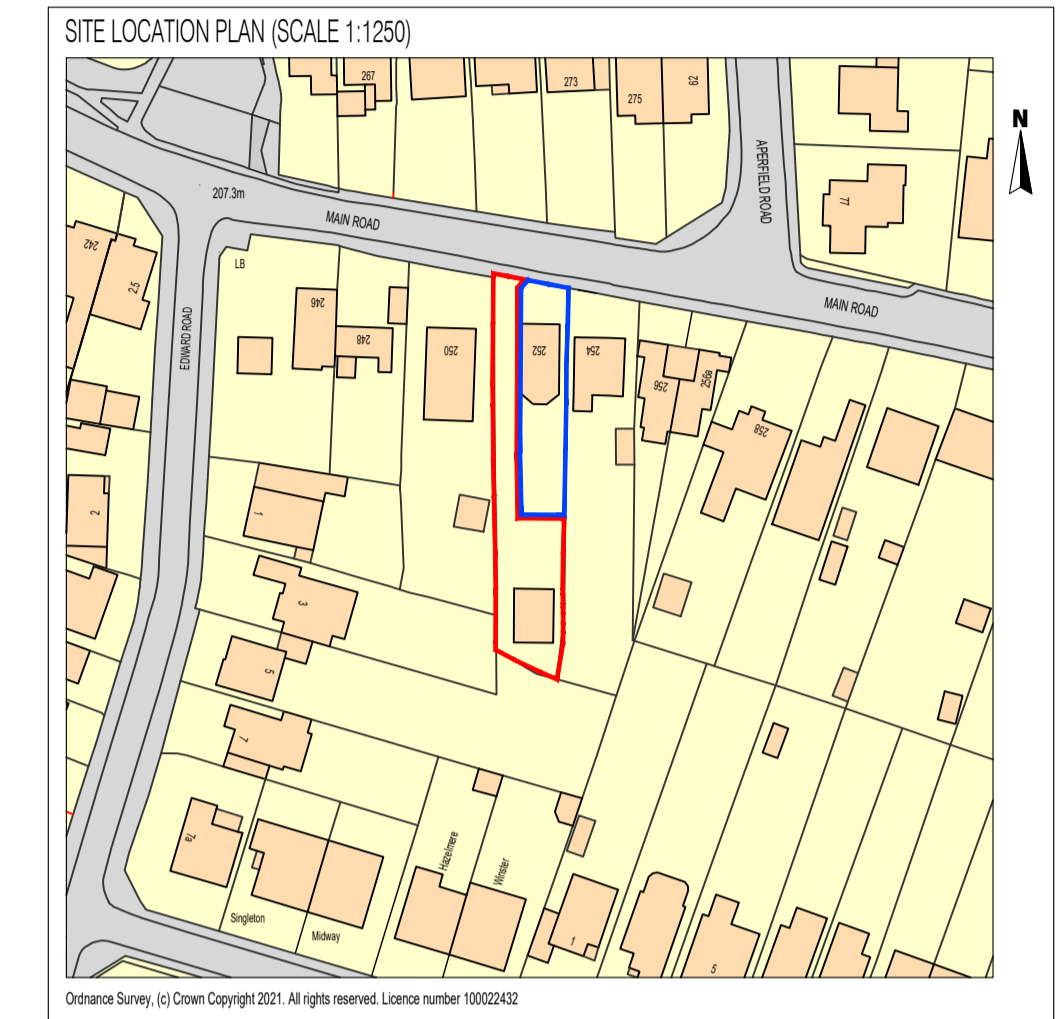 SITE LOCATION PLAN (SCALE 1:1250)
267
273
275
62
N
APERFIELD ROAD
77
207.3m
MAIN ROAD
242
2.5
LB
EDWARD ROAD
246
248
250
252
254
256
256a
258
MAIN ROAD
2
1
3
5
7
7a
Hazelmere
Winster
Singleton
Midway
1
5
Ordnance Survey, (c) Crown Copyright 2021. All rights reserved. Licence number 100022432